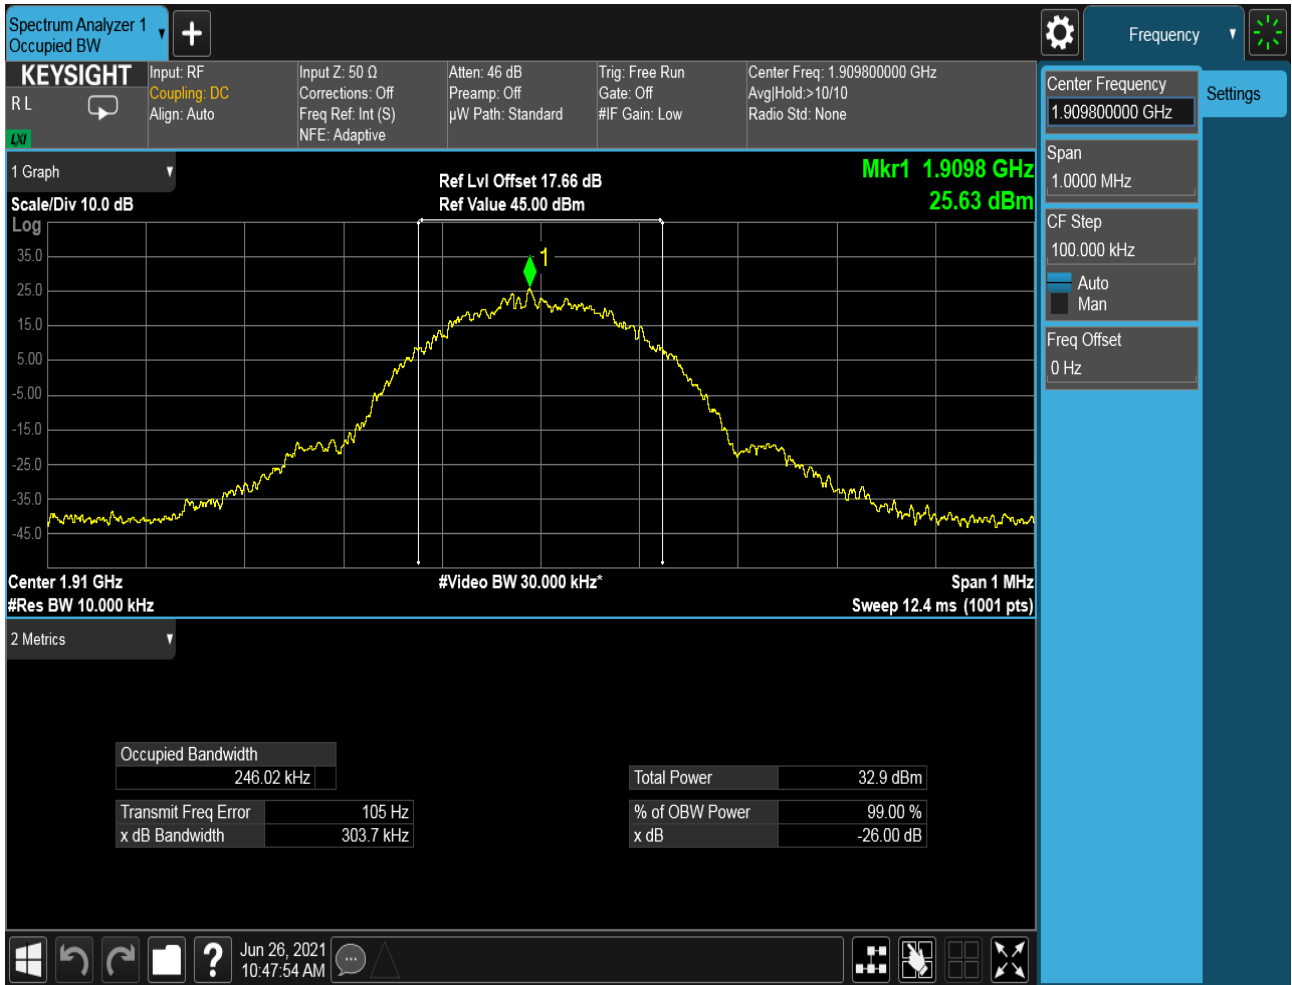 Spectrum Analyzer 1
Occupied BW
Frequency
KEYSIGHT
R L
LXI
Input: RF
Coupling: DC
Align: Auto
Input Z: 50 Ω
Corrections: Off
Freq Ref: Int (S)
NFE: Adaptive
Atten: 46 dB
Preamp: Off
µW Path: Standard
Trig: Free Run
Gate: Off
#IF Gain: Low
Center Freq: 1.909800000 GHz
Avg|Hold:>10/10
Radio Std: None
Center Frequency
1.909800000 GHz
Settings
Span
1.0000 MHz
CF Step
100.000 kHz
Auto
Man
Freq Offset
0 Hz
1 Graph
Scale/Div 10.0 dB
Log
Ref Lvl Offset 17.66 dB
Ref Value 45.00 dBm
Mkr1 1.9098 GHz
25.63 dBm
1
35.0
25.0
15.0
5.00
-5.00
-15.0
-25.0
-35.0
-45.0
Center 1.91 GHz
#Video BW 30.000 kHz*
Span 1 MHz
#Res BW 10.000 kHz
Sweep 12.4 ms (1001 pts)
2 Metrics
Occupied Bandwidth
246.02 kHz
Transmit Freq Error 105 Hz
x dB Bandwidth 303.7 kHz
Total Power 32.9 dBm
% of OBW Power 99.00 %
x dB -26.00 dB
?
Jun 26, 2021
10:47:54 AM